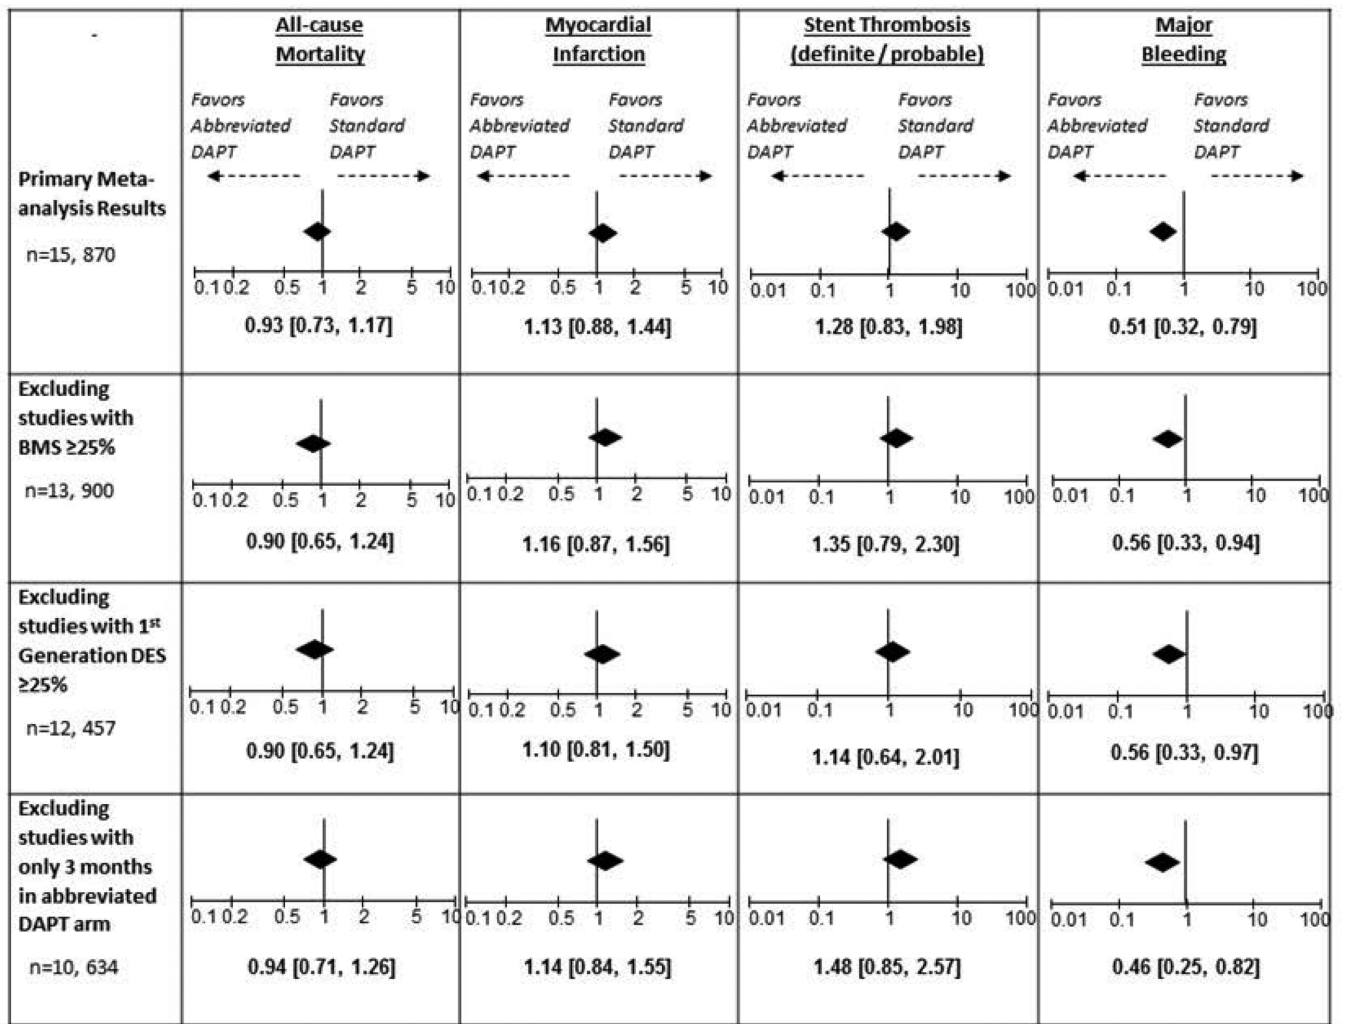 -
All-cause
Mortality
Myocardial
Infarction
Stent Thrombosis
(definite / probable)
Major
Bleeding
Primary Meta-
analysis Results
n=15, 870
Favors
Abbreviated
DAPT
Favors
Standard
DAPT
0.1 0.2 0.5 1 2 5 10
0.93 [0.73, 1.17]
Favors
Abbreviated
DAPT
Favors
Standard
DAPT
0.1 0.2 0.5 1 2 5 10
1.13 [0.88, 1.44]
Favors
Abbreviated
DAPT
Favors
Standard
DAPT
0.01 0.1 1 10 100
1.28 [0.83, 1.98]
Favors
Abbreviated
DAPT
Favors
Standard
DAPT
0.01 0.1 1 10 100
0.51 [0.32, 0.79]
Excluding
studies with
BMS ≥25%
n=13, 900
0.1 0.2 0.5 1 2 5 10
0.90 [0.65, 1.24]
0.1 0.2 0.5 1 2 5 10
1.16 [0.87, 1.56]
0.01 0.1 1 10 100
1.35 [0.79, 2.30]
0.01 0.1 1 10 100
0.56 [0.33, 0.94]
Excluding
studies with 1st
Generation DES
≥25%
n=12, 457
0.1 0.2 0.5 1 2 5 10
0.90 [0.65, 1.24]
0.1 0.2 0.5 1 2 5 10
1.10 [0.81, 1.50]
0.01 0.1 1 10 100
1.14 [0.64, 2.01]
0.01 0.1 1 10 100
0.56 [0.33, 0.97]
Excluding
studies with
only 3 months
in abbreviated
DAPT arm
n=10, 634
0.1 0.2 0.5 1 2 5 10
0.94 [0.71, 1.26]
0.1 0.2 0.5 1 2 5 10
1.14 [0.84, 1.55]
0.01 0.1 1 10 100
1.48 [0.85, 2.57]
0.01 0.1 1 10 100
0.46 [0.25, 0.82]